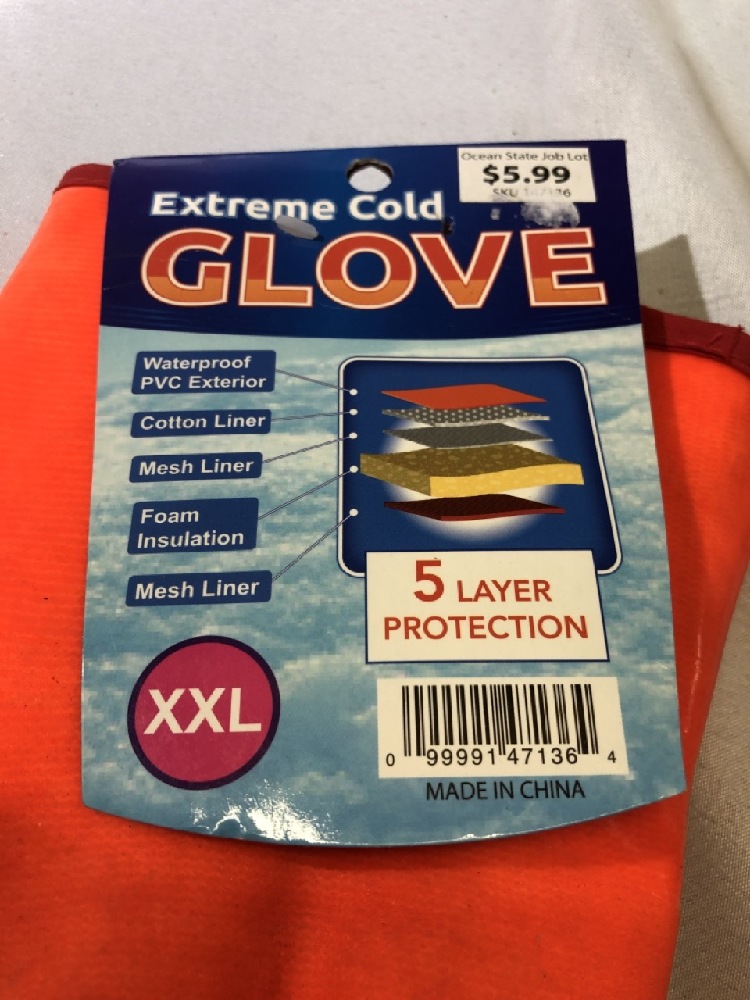 Ocean State Job Lot
$5.99
SKU
Extreme Cold
GLOVE
Waterproof
PVC Exterior
Cotton Liner
Mesh Liner
Foam
Insulation
Mesh Liner
5 LAYER
PROTECTION
XXL
0 99991 47136 4
MADE IN CHINA